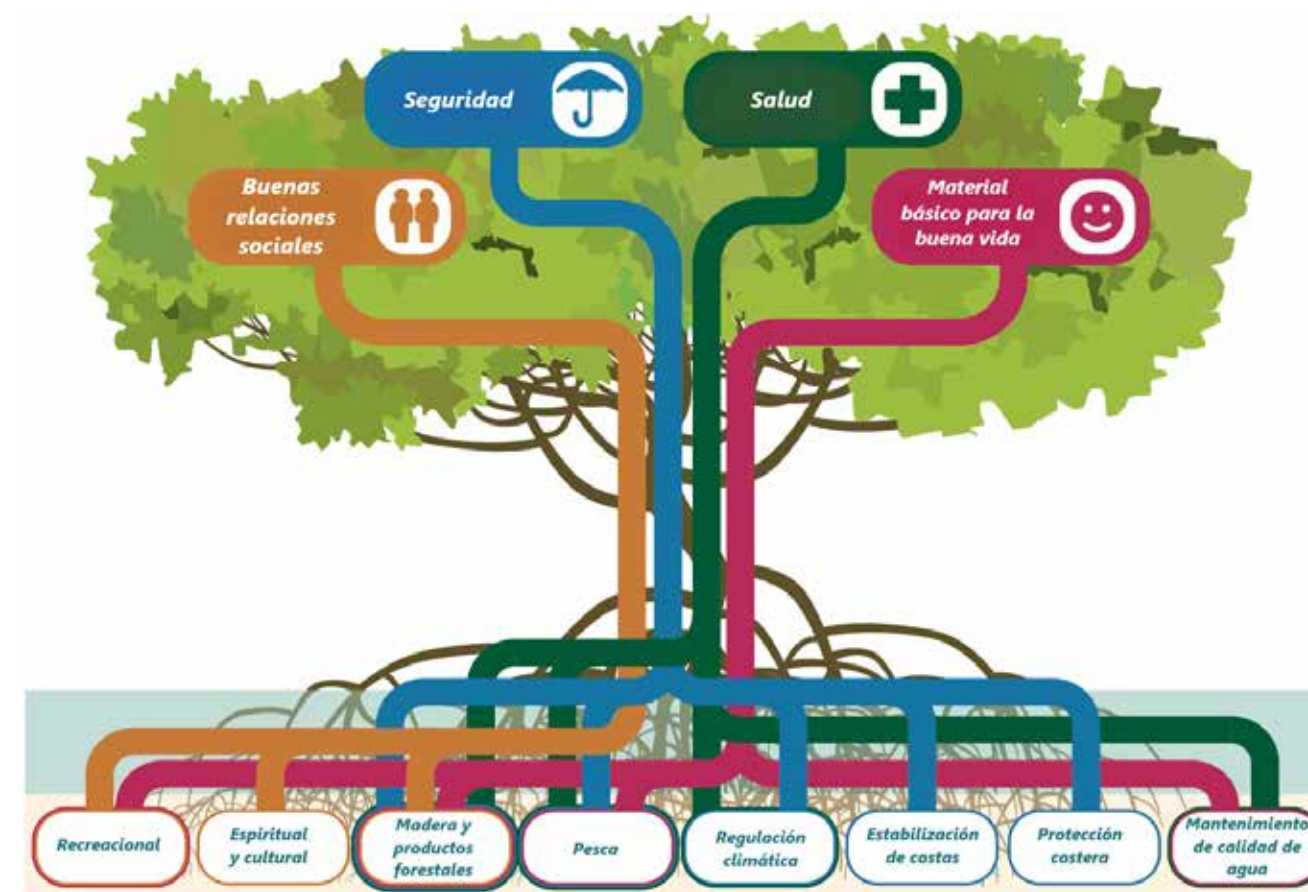 Seguridad
Salud
Buenas
relaciones
sociales
Material
básico para la
buena vida
Recreacional
Espiritual
y cultural
Madera y
productos
forestales
Pesca
Regulación
climática
Estabilización
de costas
Protección
costera
Mantenimiento
de calidad de
agua